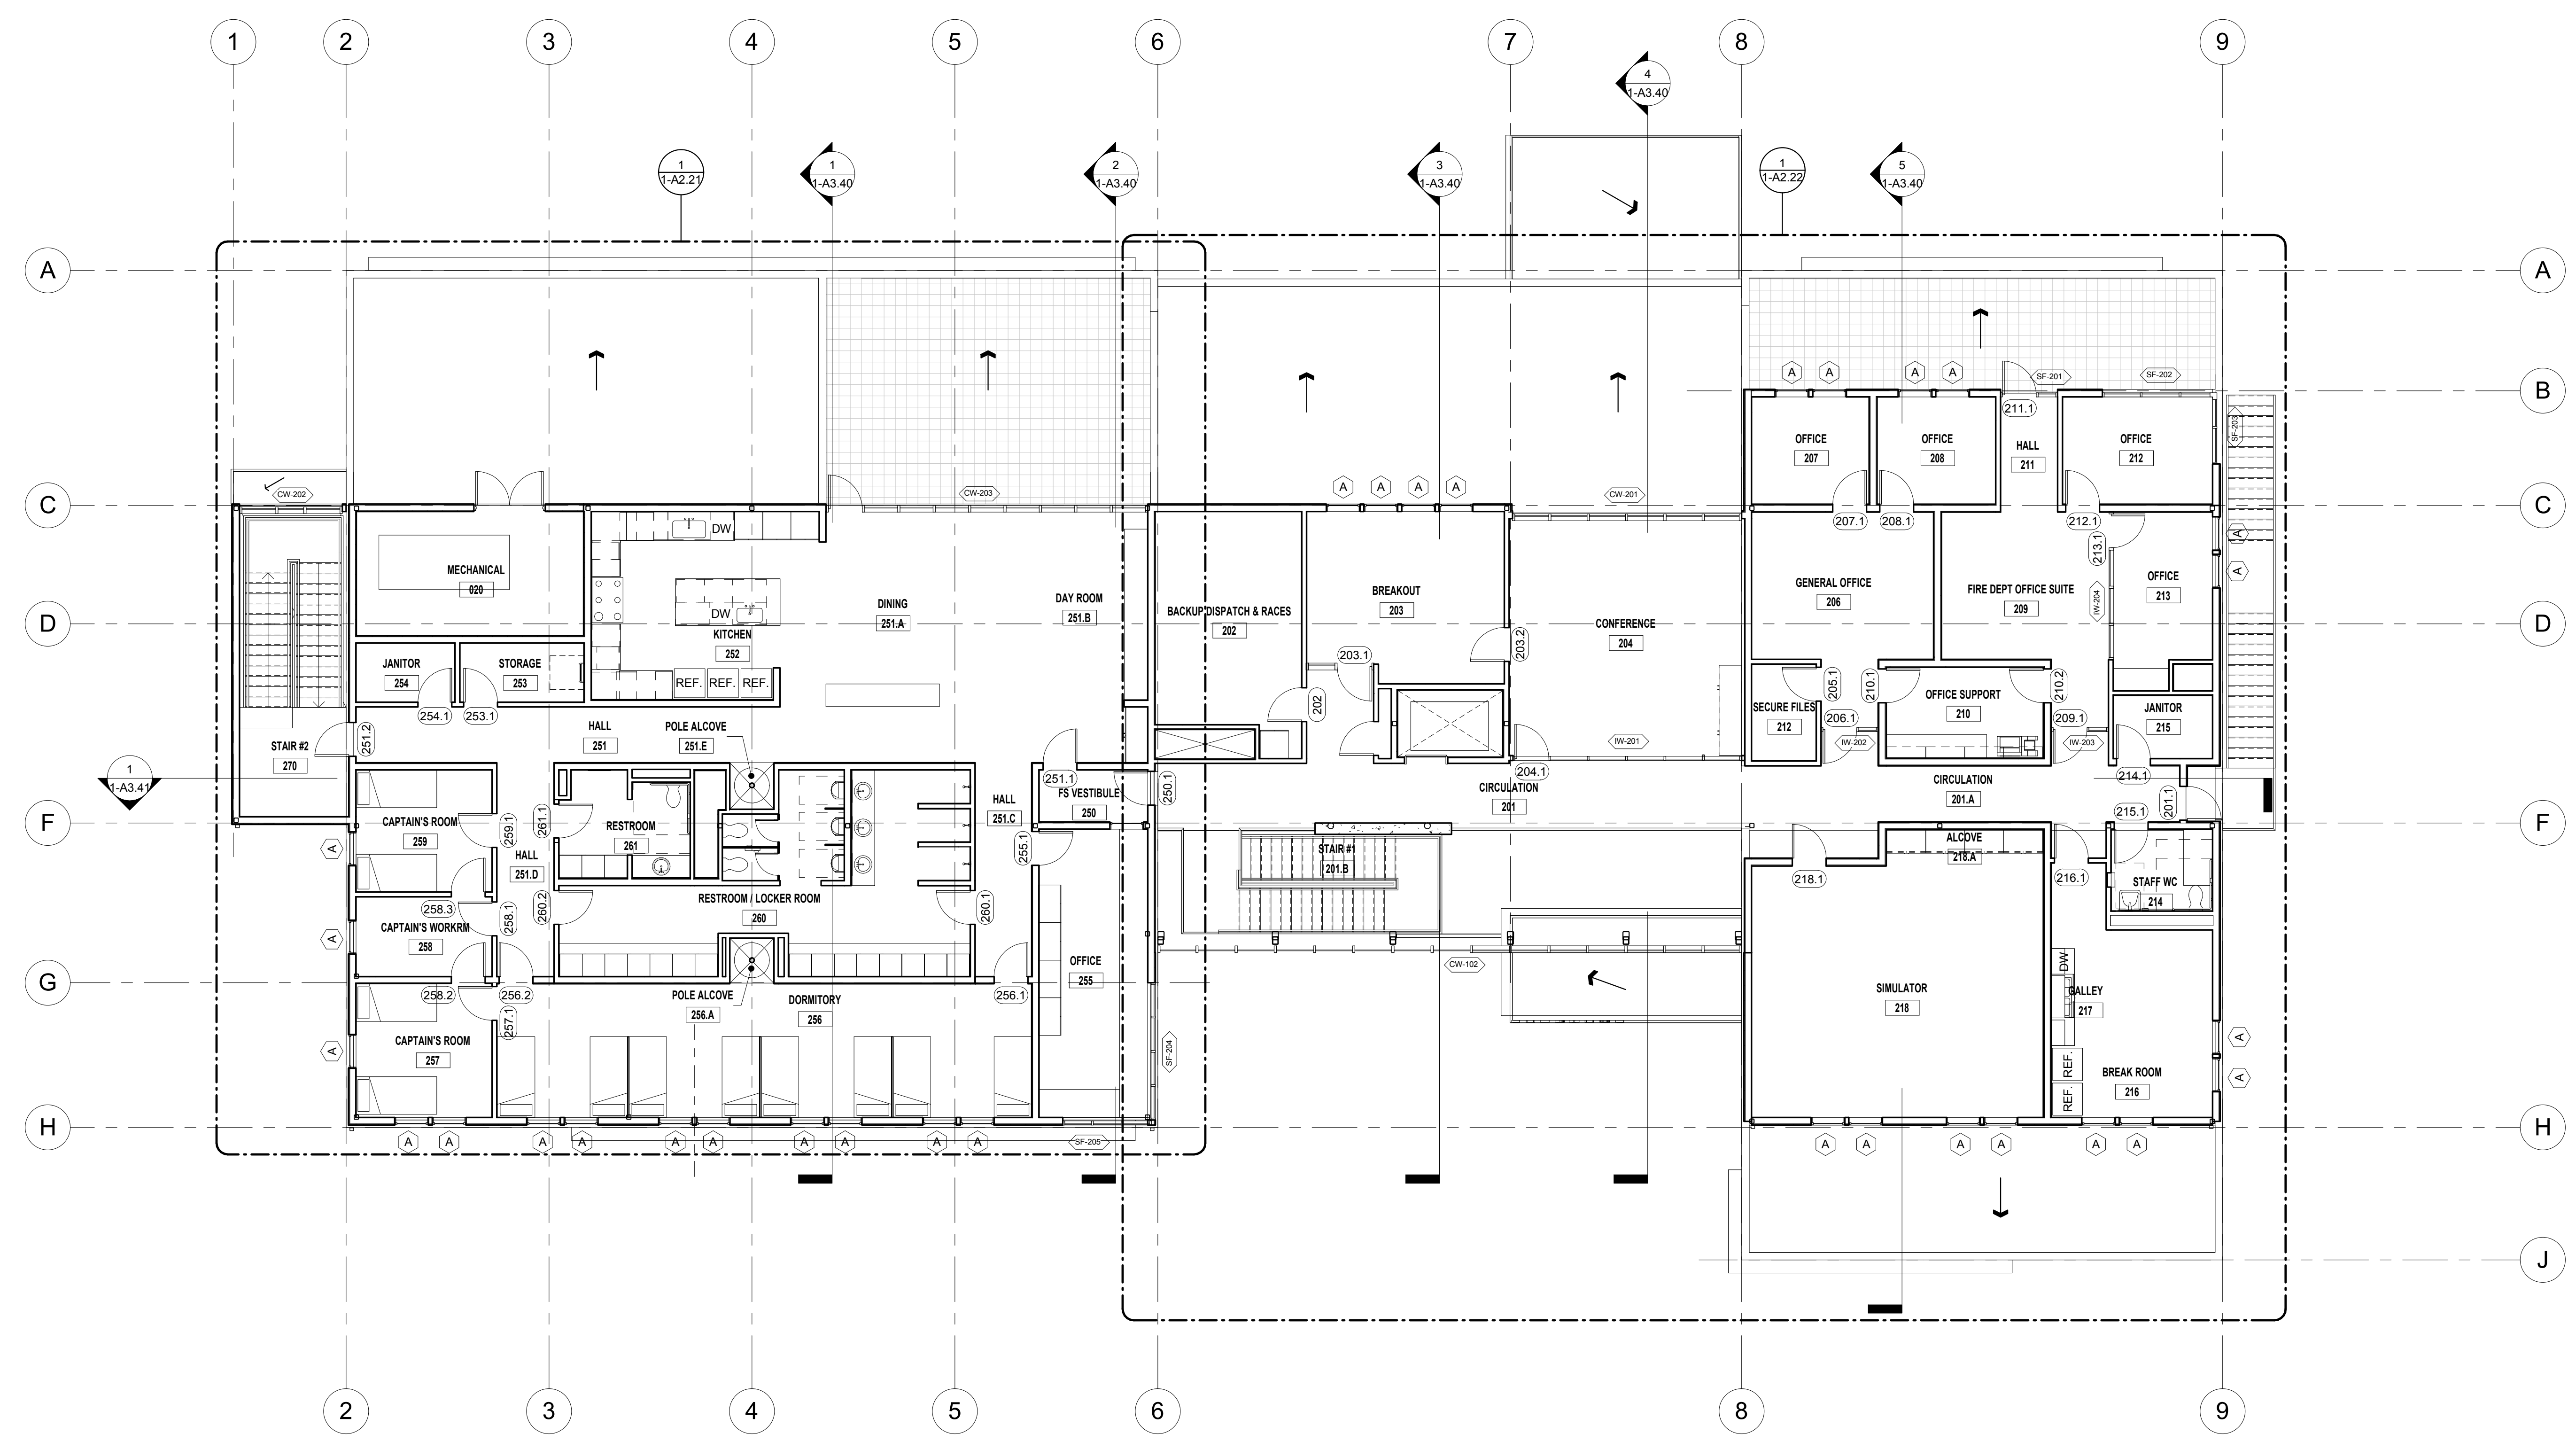 1 2 3 4 5 6 7 8 9
4
1-A3.40
1
1-A2.21
1
1-A3.40
2
1-A3.40
3
1-A3.40
1
1-A2.22
5
1-A3.40
A A
A A A A SF-201 SF-202
B
211.1
SF-203
OFFICE
207
OFFICE
208
HALL
211
OFFICE
212
CW-202 CW-203 A A A A CW-201
C C
207.1 208.1 212.1
213.1
A
A
DW
MECHANICAL
020
DW
KITCHEN
252
DINING
251.A
DAY ROOM
251.B
BACKUP DISPATCH & RACES
202
BREAKOUT
203
CONFERENCE
204
GENERAL OFFICE
206
FIRE DEPT OFFICE SUITE
209
IW-204
OFFICE
213
D D
203.1
203.2
JANITOR
254
STORAGE
253
REF. REF. REF.
254.1 253.1
202
205.1
210.1
210.2
SECURE FILES
212
OFFICE SUPPORT
210
JANITOR
215
206.1 209.1
IW-201 IW-202 IW-203
HALL
251
POLE ALCOVE
251.E
251.2
STAIR #2
270
1
1-A3.41
251.1
250.1
204.1
214.1
FS VESTIBULE
250
CIRCULATION
201
CIRCULATION
201.A
201.1
215.1
HALL
251.C
F F
CAPTAIN'S ROOM
259
259.1
261.1
RESTROOM
261
255.1
STAIR #1
201.B
ALCOVE
218.A
A
HALL
251.D
218.1 216.1
STAFF WC
214
258.3
258.1
260.2
RESTROOM / LOCKER ROOM
260
260.1
CAPTAIN'S WORKRM
258
A
CW-102
OFFICE
255
DW
G
258.2 256.2 256.1
POLE ALCOVE
256.A
DORMITORY
256
257.1
SIMULATOR
218
GALLEY
217
CAPTAIN'S ROOM
257
A
SF-204
REF.
REF.
BREAK ROOM
216
A
A
H H
A A A A A A A A A A SF-205 A A A A A A
J
2 3 4 5 6 8 9